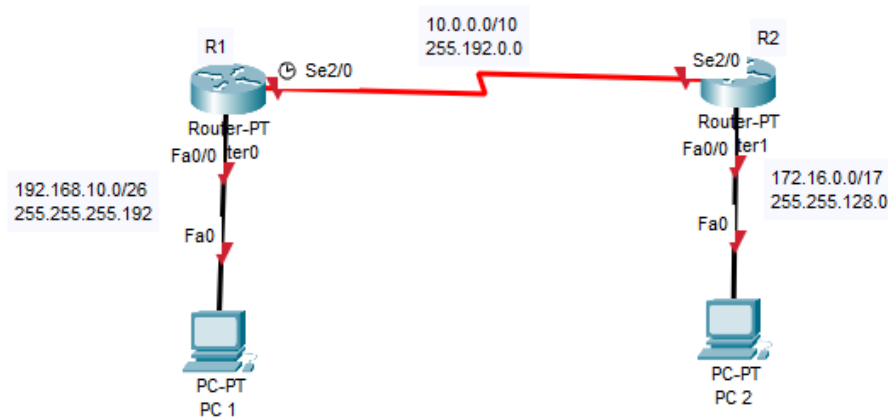 10.0.0.0/10
255.192.0.0
R1
R2
Se2/0
Se2/0
Router-PT
ter0
Router-PT
ter1
Fa0/0
Fa0/0
192.168.10.0/26
255.255.255.192
172.16.0.0/17
255.255.128.0
Fa0
Fa0
PC-PT
PC 1
PC-PT
PC 2